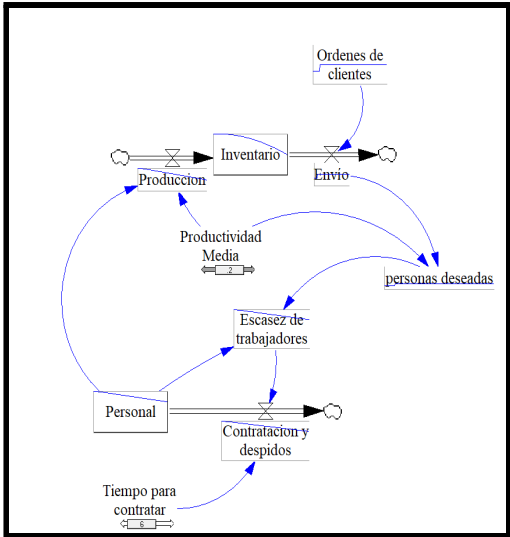 Ordenes de
clientes
Inventario
Produccion
Envio
Productividad
Media
.2
personas deseadas
Escasez de
trabajadores
Personal
Contratacion y
despidos
Tiempo para
contratar
6